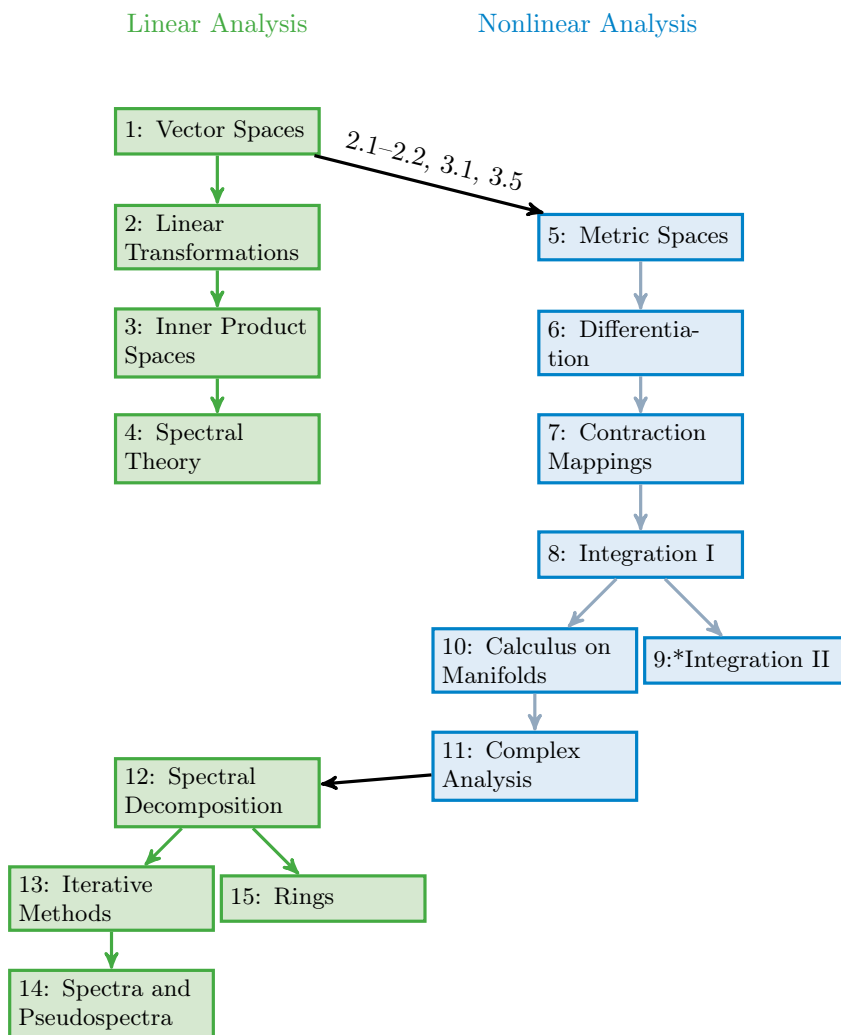 Linear Analysis
Nonlinear Analysis
1: Vector Spaces
2.1–2.2, 3.1, 3.5
2: Linear
Transformations
5: Metric Spaces
3: Inner Product
Spaces
6: Differentia-
tion
4: Spectral
Theory
7: Contraction
Mappings
8: Integration I
10: Calculus on
Manifolds
9:*Integration II
11: Complex
Analysis
12: Spectral
Decomposition
13: Iterative
Methods
15: Rings
14: Spectra and
Pseudospectra